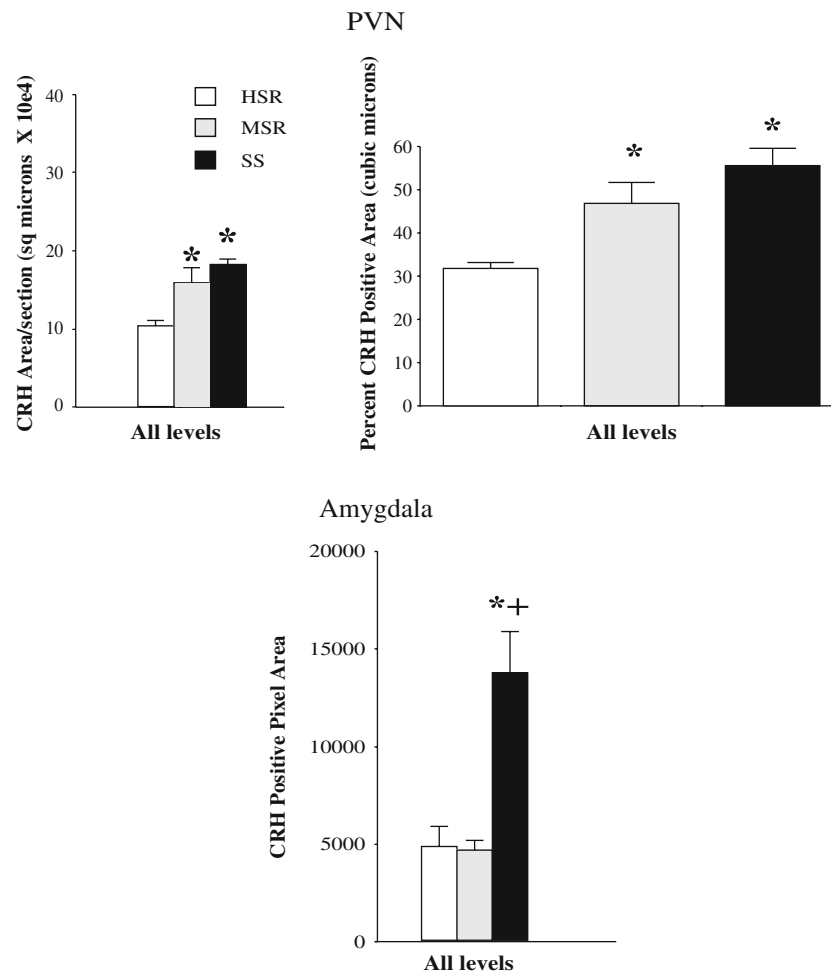 PVN
CRH Area/section (sq microns X 10e4)
40
30
20
10
0
HSR
MSR
SS
*
*
All levels
Percent CRH Positive Area (cubic microns)
60
50
40
30
20
10
0
*
*
All levels
Amygdala
CRH Positive Pixel Area
20000
15000
10000
5000
0
*+
All levels